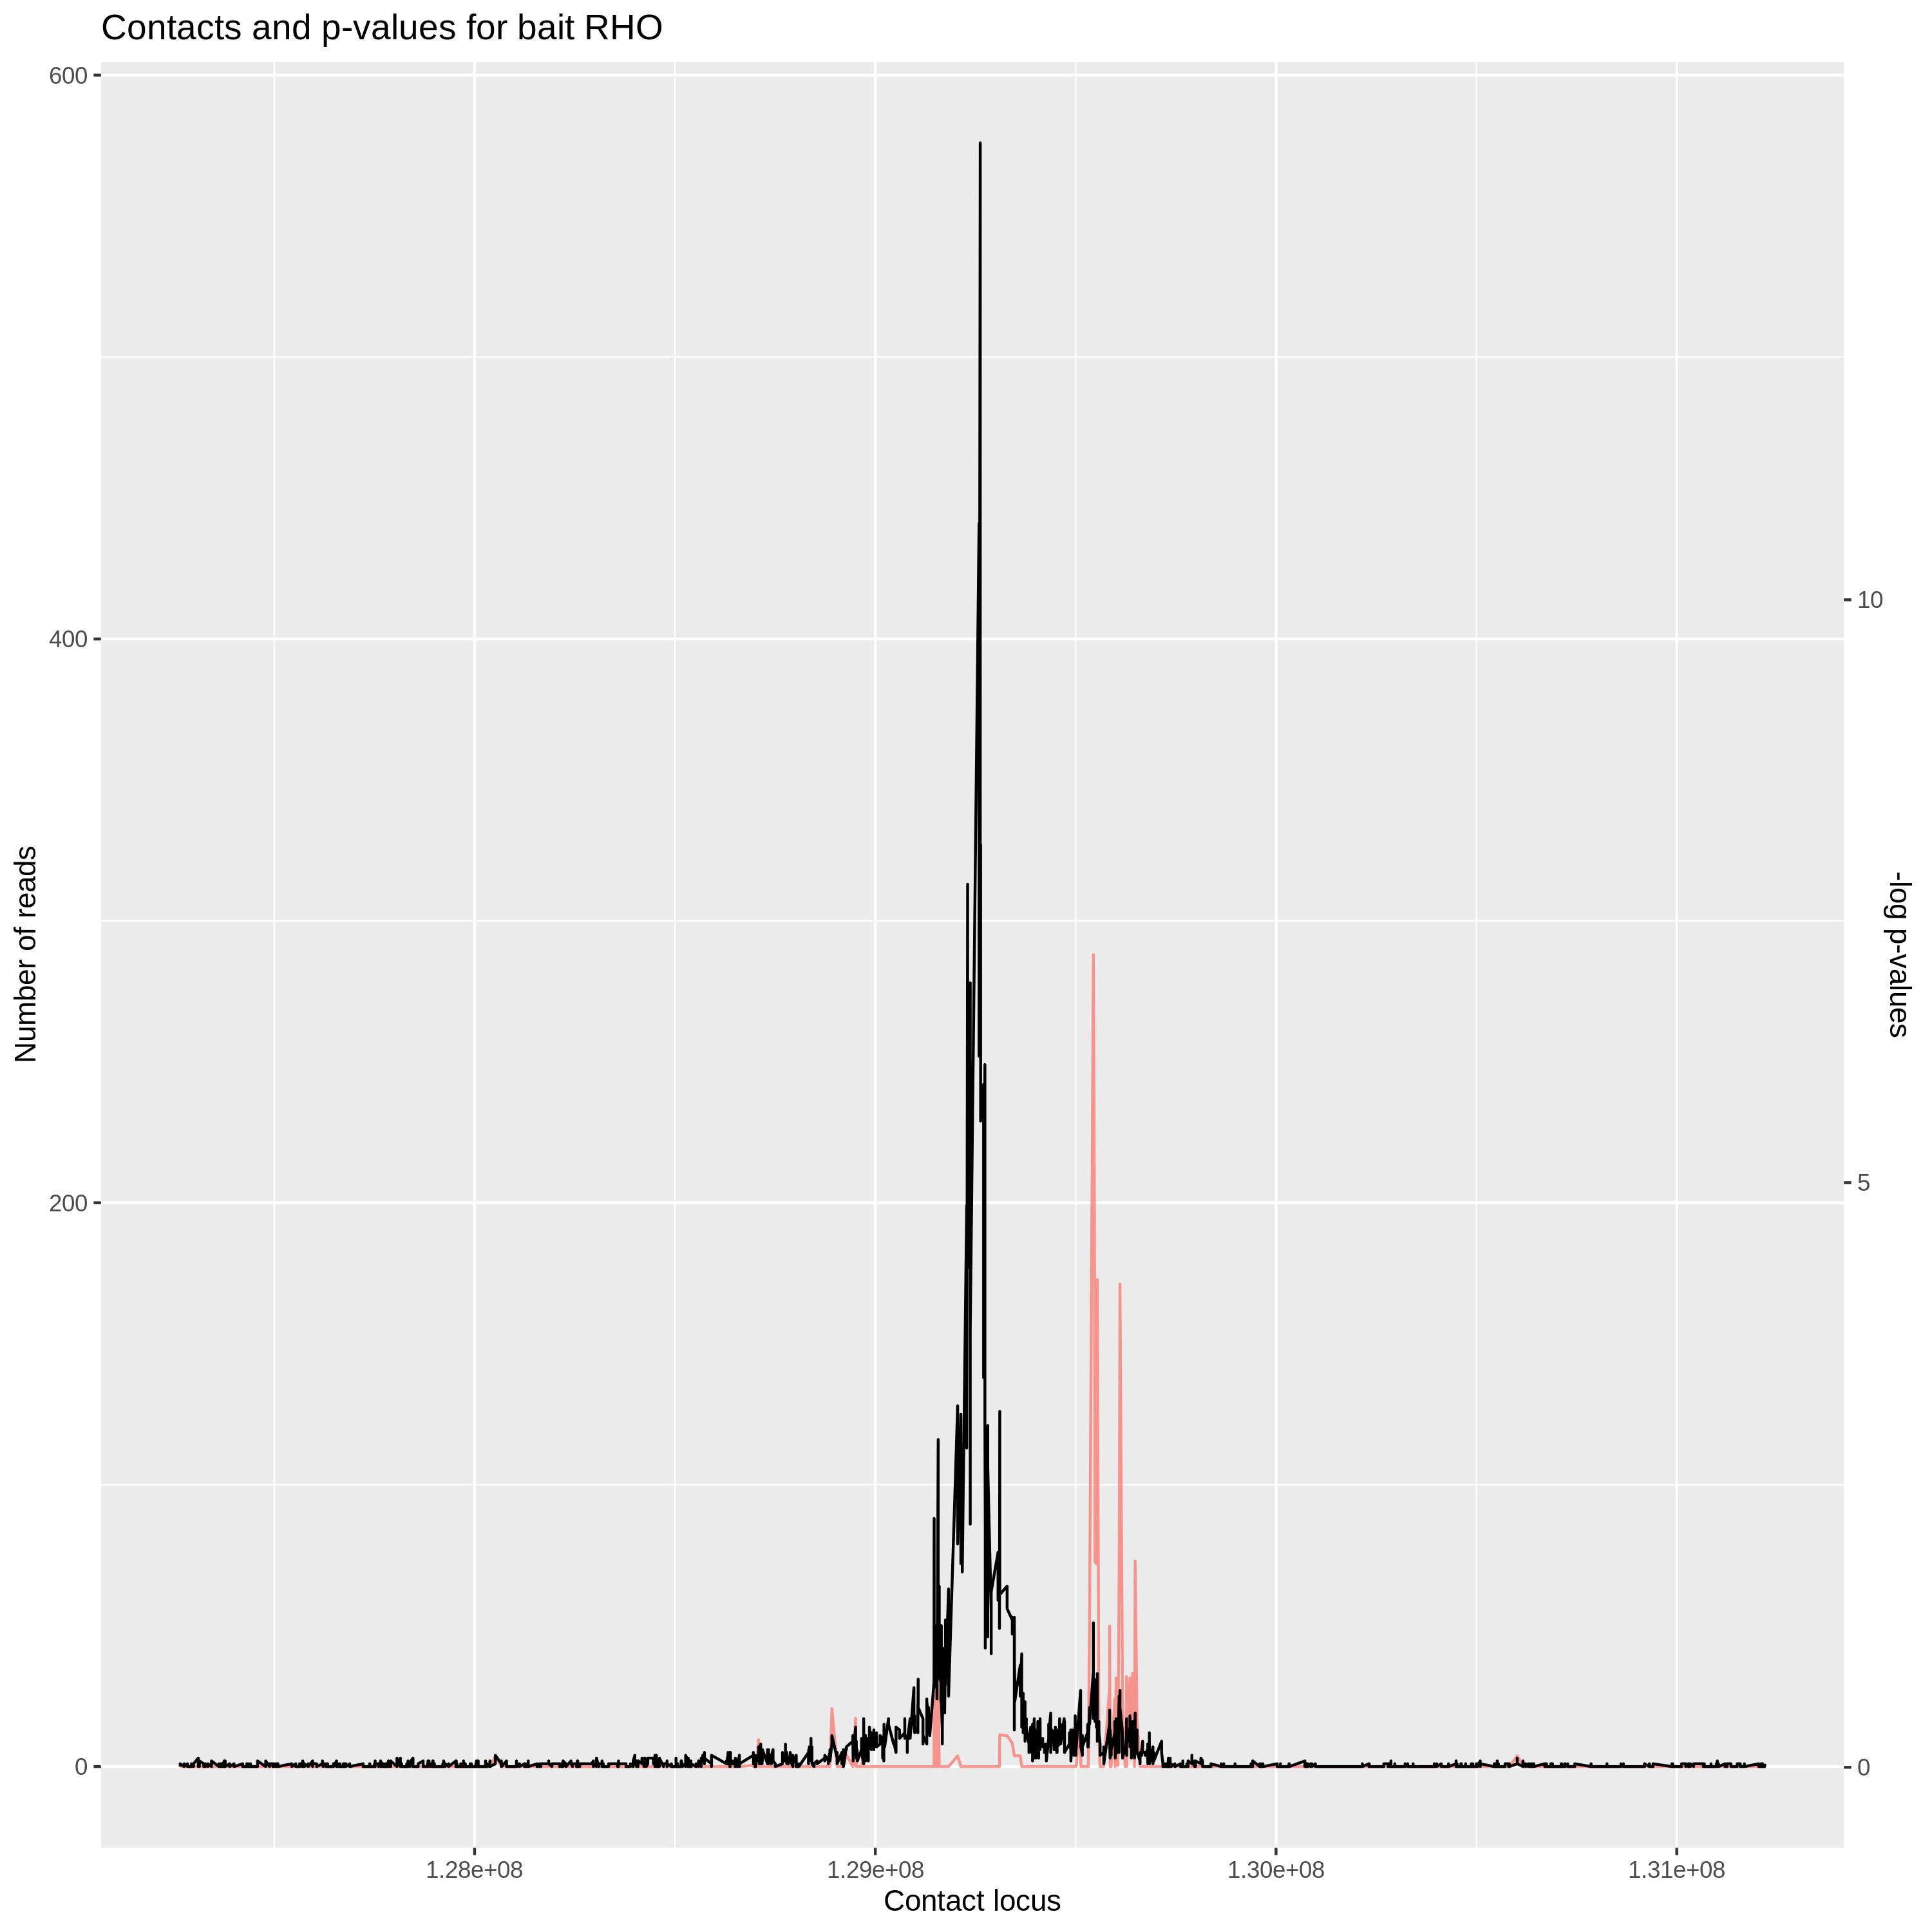 Contacts and p-values for bait RHO
600
400
200
0
Number of reads
10
5
0
-log p-values
1.28e+08 1.29e+08 1.30e+08 1.31e+08
Contact locus